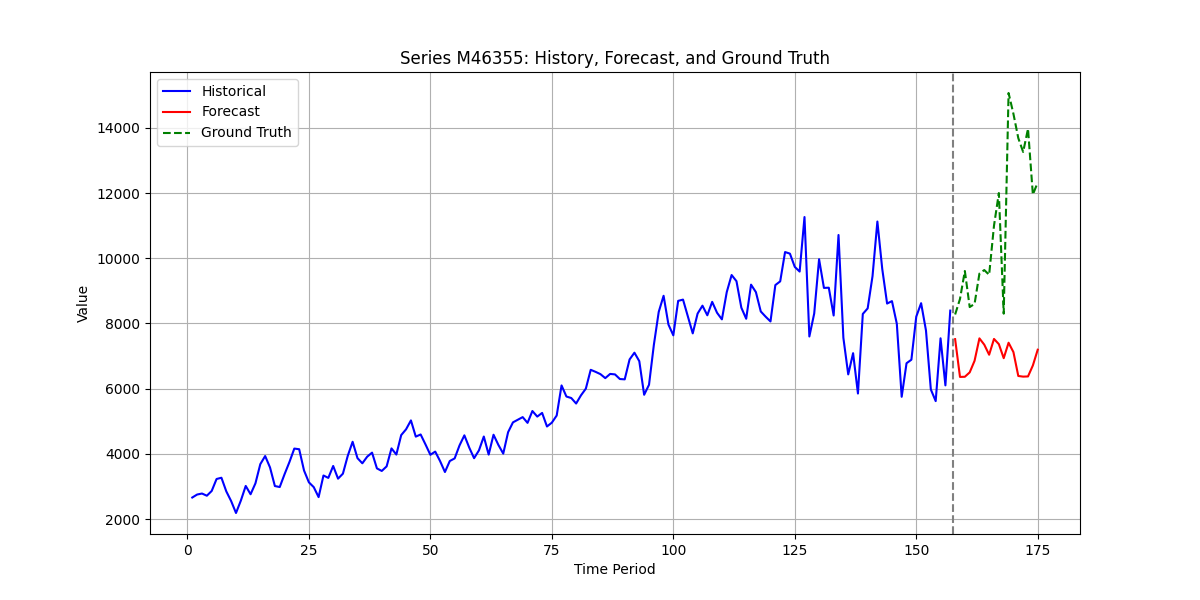 Series M46355: History, Forecast, and Ground Truth
Historical
Forecast
Ground Truth
14000
12000
10000
8000
6000
4000
2000
Value
0 25 50 75 100 125 150 175
Time Period